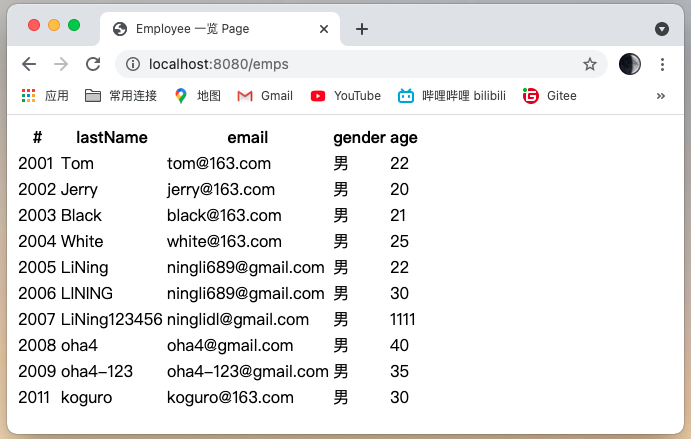 Employee 一览 Page
localhost:8080/emps
应用 常用连接 地图 Gmail YouTube 哔哩哔哩 bilibili Gitee
# lastName email gender age
2001 Tom tom@163.com 男 22
2002 Jerry jerry@163.com 男 20
2003 Black black@163.com 男 21
2004 White white@163.com 男 25
2005 LiNing ningli689@gmail.com 男 22
2006 LINING ningli689@gmail.com 男 30
2007 LiNing123456 ninglidl@gmail.com 男 1111
2008 oha4 oha4@gmail.com 男 40
2009 oha4-123 oha4-123@gmail.com 男 35
2011 koguro koguro@163.com 男 30